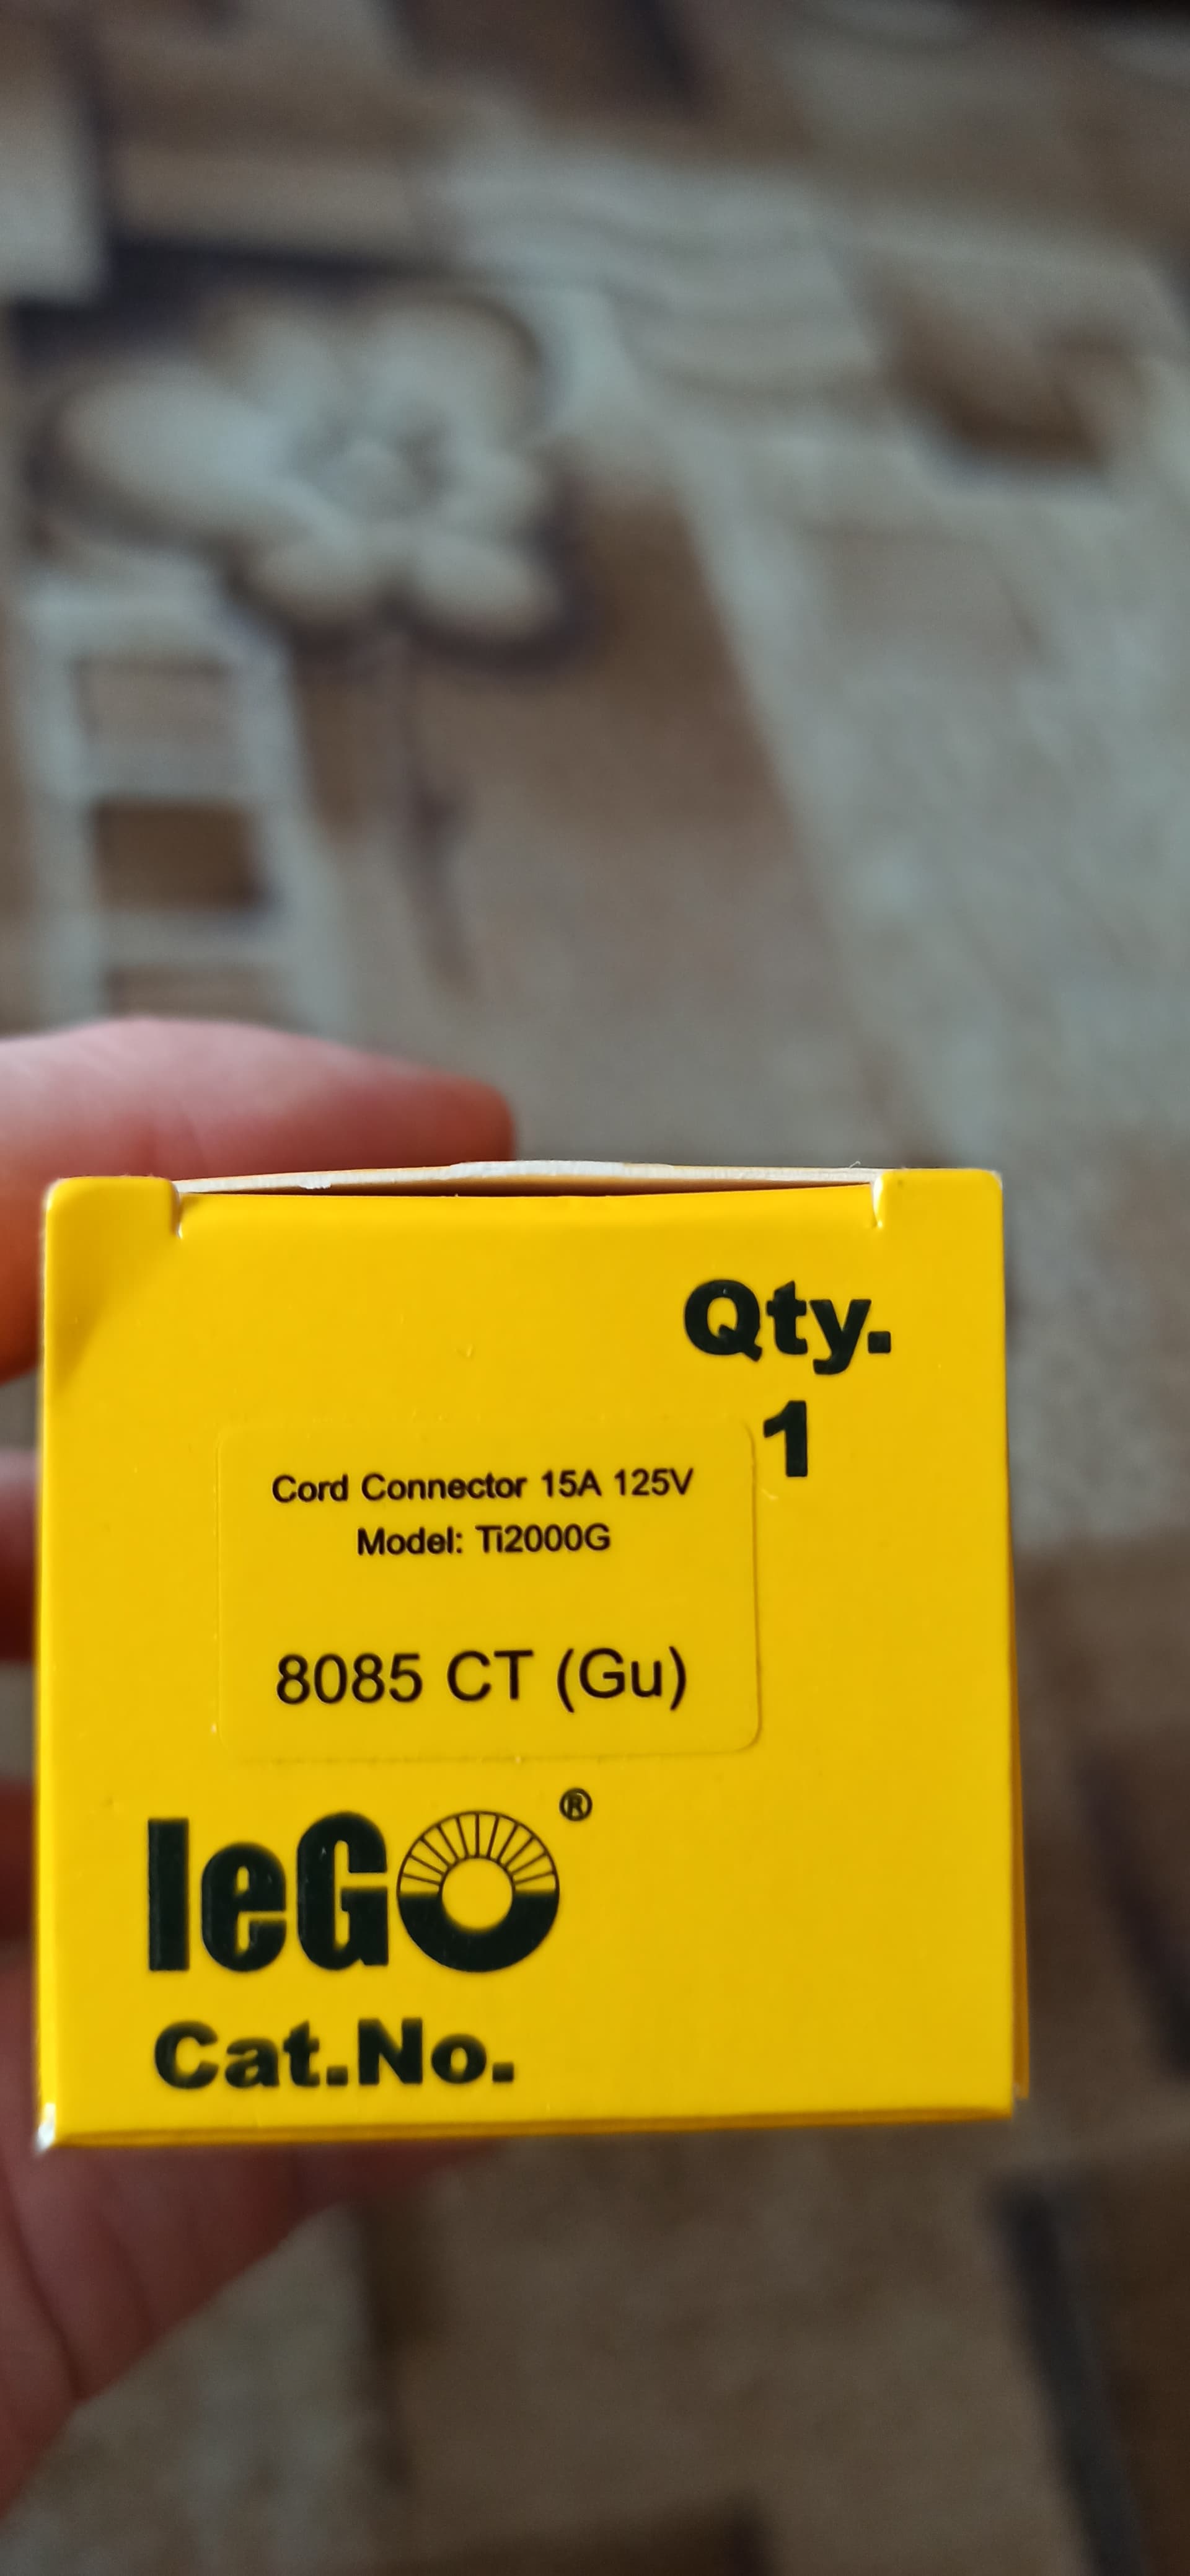 Qty.
1
Cord Connector 15A 125V
Model: Ti2000G
8085 CT (Gu)
leGO®
Cat.No.